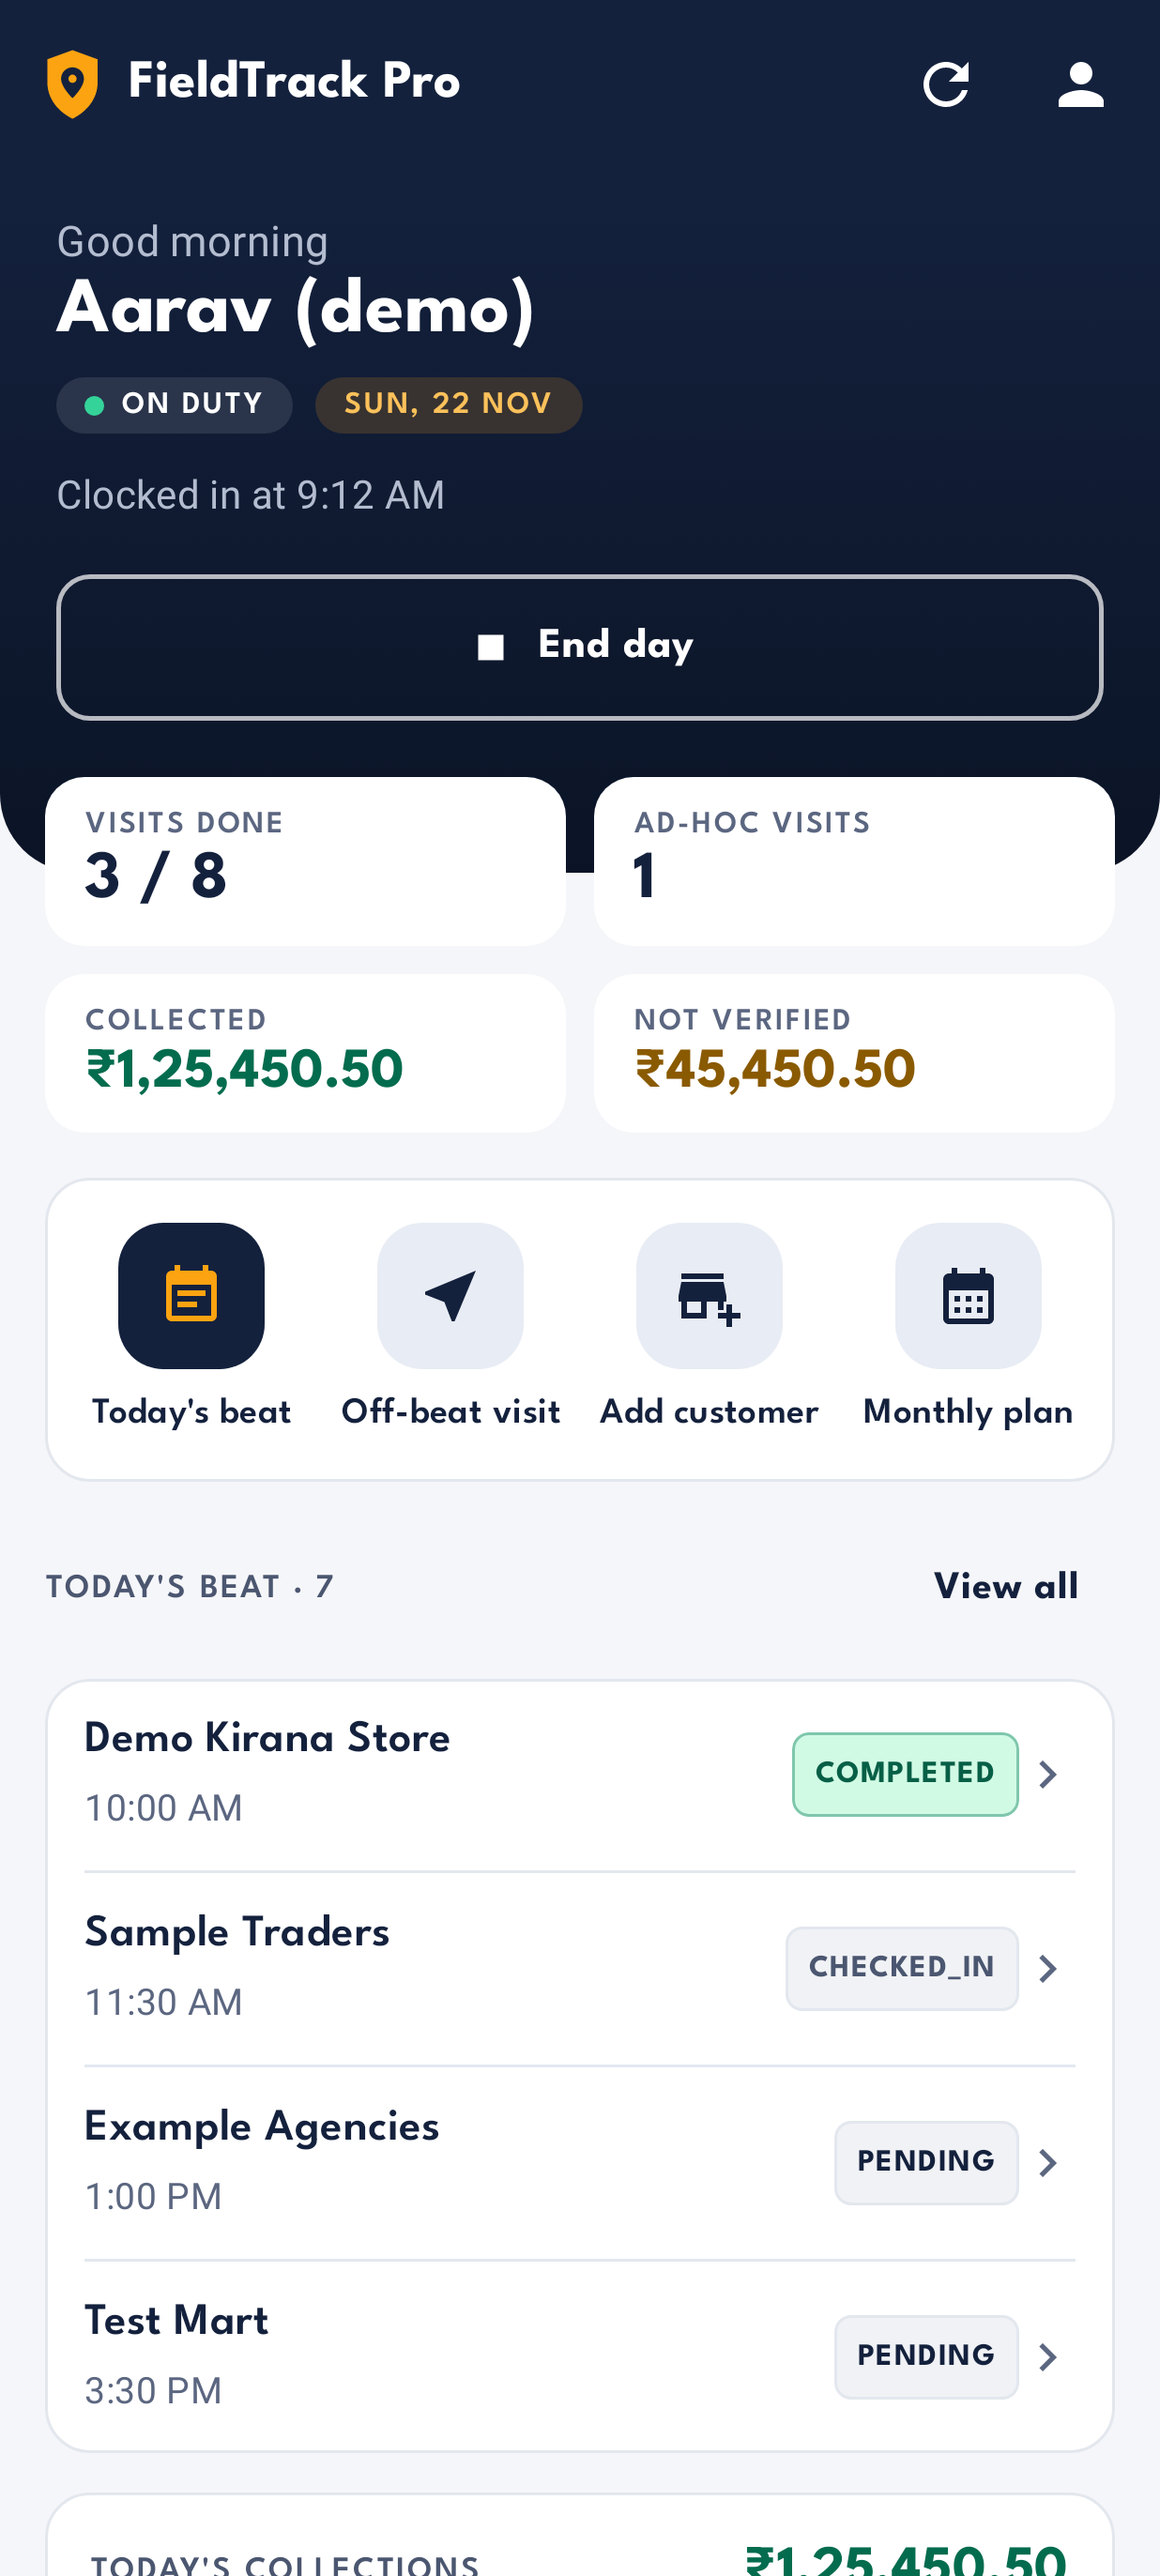 FieldTrack Pro
Good morning
Aarav (demo)
ON DUTY
SUN, 22 NOV
Clocked in at 9:12 AM
End day
VISITS DONE
3 / 8
AD-HOC VISITS
1
COLLECTED
₹1,25,450.50
NOT VERIFIED
₹45,450.50
Today's beat
Off-beat visit
Add customer
Monthly plan
TODAY'S BEAT · 7
View all
Demo Kirana Store
10:00 AM
COMPLETED
Sample Traders
11:30 AM
CHECKED_IN
Example Agencies
1:00 PM
PENDING
Test Mart
3:30 PM
PENDING
TODAY'S COLLECTIONS
₹1,25,450.50